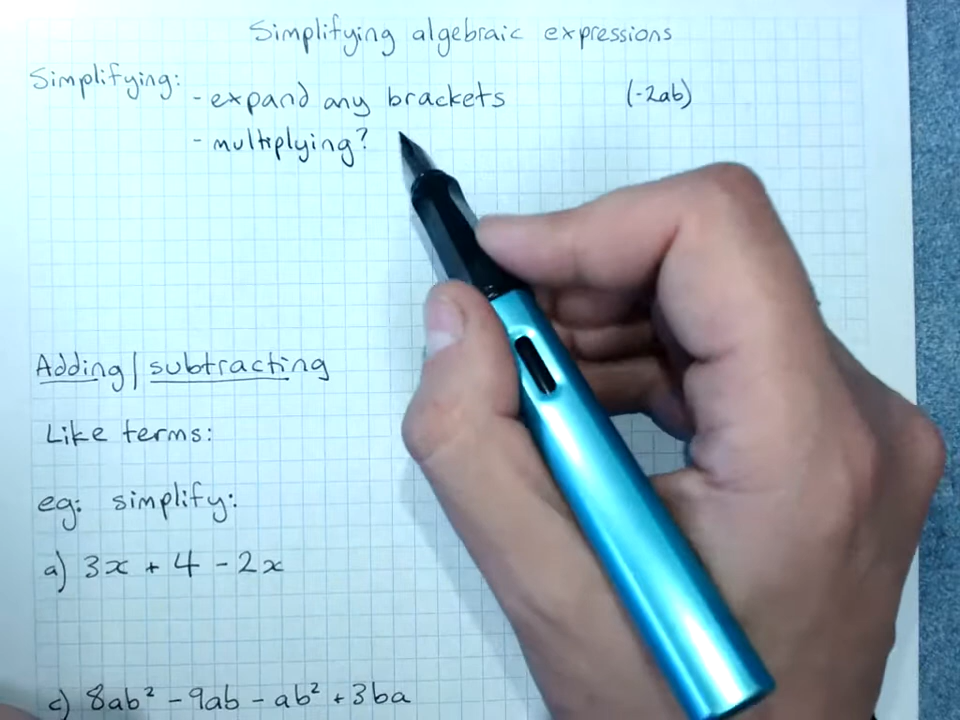 Simplifying algebraic expressions
Simplifying:
- expand any brackets (-2ab)
- multiplying?
Adding/subtracting
Like terms:
eg: simplify:
a) 3x + 4 - 2x
c) 8ab² - 9ab - ab² + 3ba